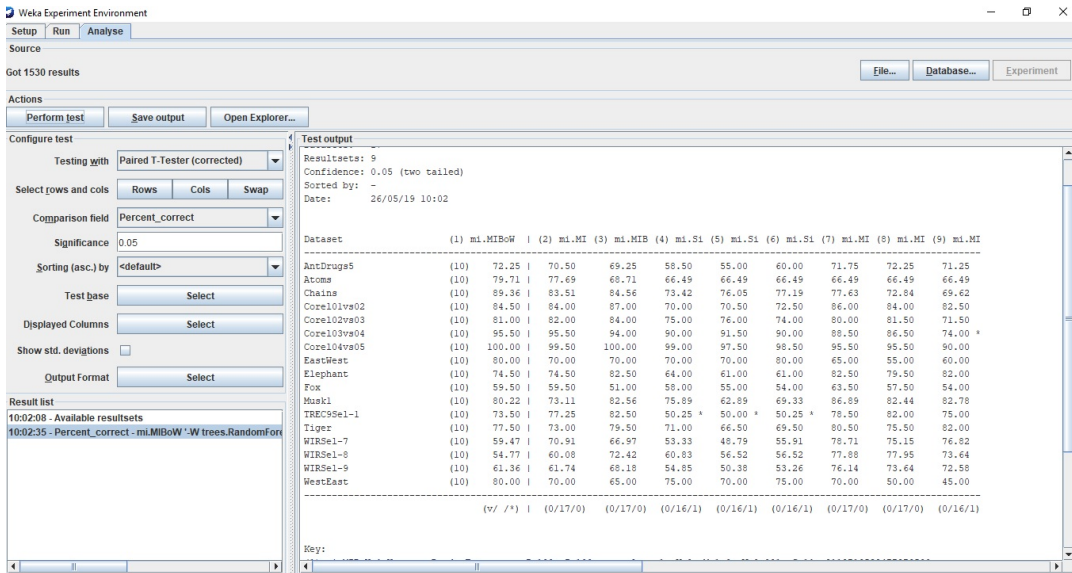 Weka Experiment Environment
Setup Run Analyse
Source
Got 1530 results
File... Database... Experiment
Actions
Perform test Save output Open Explorer...
Configure test
Testing with Paired T-Tester (corrected)
Select rows and cols Rows Cols Swap
Comparison field Percent_correct
Significance 0.05
Sorting (asc.) by <default>
Test base Select
Displayed Columns Select
Show std. deviations
Output Format Select
Result list
10:02:08 - Available resultsets
10:02:35 - Percent_correct - mi.MIBoW '-W trees.RandomFore
Test output
Resultsets: 9
Confidence: 0.05 (two tailed)
Sorted by: -
Date: 26/05/19 10:02
Dataset (1) mi.MIBoW | (2) mi.MI (3) mi.MIB (4) mi.Si (5) mi.Si (6) mi.Si (7) mi.MI (8) mi.MI (9) mi.MI
AntDrugs5 (10) 72.25 | 70.50 69.25 58.50 55.00 60.00 71.75 72.25 71.25
Atoms (10) 79.71 | 77.69 68.71 66.49 66.49 66.49 66.49 66.49 66.49
Chains (10) 89.36 | 83.51 84.56 73.42 76.05 77.19 77.63 72.84 69.62
Corel01vs02 (10) 84.50 | 84.00 87.00 70.00 70.50 72.50 86.00 84.00 82.50
Corel02vs03 (10) 81.00 | 82.00 84.00 75.00 76.00 74.00 80.00 81.50 71.50
Corel03vs04 (10) 95.50 | 95.50 94.00 90.00 91.50 90.00 88.50 86.50 74.00 *
Corel04vs05 (10) 100.00 | 99.50 100.00 99.00 97.50 98.50 95.50 95.50 90.00
EastWest (10) 80.00 | 70.00 70.00 70.00 70.00 80.00 65.00 55.00 60.00
Elephant (10) 74.50 | 74.50 82.50 64.00 61.00 61.00 82.50 79.50 82.00
Fox (10) 59.50 | 59.50 51.00 58.00 55.00 54.00 63.50 57.50 54.00
Musk1 (10) 80.22 | 73.11 82.56 75.89 62.89 69.33 86.89 82.44 82.78
TREC9Sel-1 (10) 73.50 | 77.25 82.50 50.25 * 50.00 * 50.25 * 78.50 82.00 75.00
Tiger (10) 77.50 | 73.00 79.50 71.00 66.50 69.50 80.50 75.50 82.00
WIRSel-7 (10) 59.47 | 70.91 66.97 53.33 48.79 55.91 78.71 75.15 76.82
WIRSel-8 (10) 54.77 | 60.08 72.42 60.83 56.52 56.52 77.88 77.95 73.64
WIRSel-9 (10) 61.36 | 61.74 68.18 54.85 50.38 53.26 76.14 73.64 72.58
WestEast (10) 80.00 | 70.00 65.00 75.00 70.00 75.00 70.00 50.00 45.00
(v/ /*) | (0/17/0) (0/17/0) (0/16/1) (0/16/1) (0/16/1) (0/17/0) (0/17/0) (0/16/1)
Key: